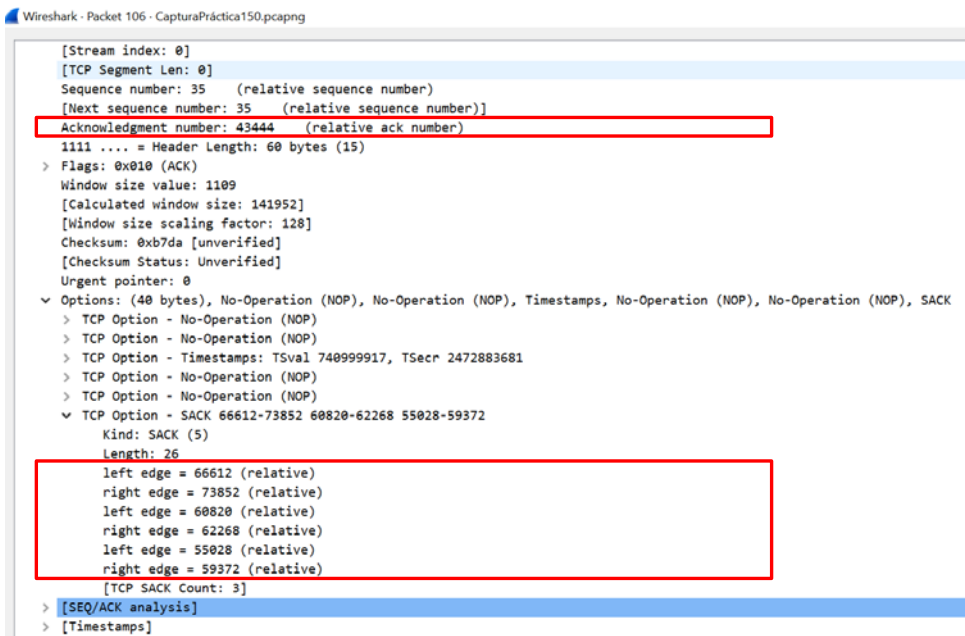 Wireshark · Packet 106 · CapturaPráctica150.pcapng
[Stream index: 0]
[TCP Segment Len: 0]
Sequence number: 35    (relative sequence number)
[Next sequence number: 35    (relative sequence number)]
Acknowledgment number: 43444    (relative ack number)
1111 .... = Header Length: 60 bytes (15)
> Flags: 0x010 (ACK)
Window size value: 1109
[Calculated window size: 141952]
[Window size scaling factor: 128]
Checksum: 0xb7da [unverified]
[Checksum Status: Unverified]
Urgent pointer: 0
Options: (40 bytes), No-Operation (NOP), No-Operation (NOP), Timestamps, No-Operation (NOP), No-Operation (NOP), SACK
> TCP Option - No-Operation (NOP)
> TCP Option - No-Operation (NOP)
> TCP Option - Timestamps: TSval 740999917, TSecr 2472883681
> TCP Option - No-Operation (NOP)
> TCP Option - No-Operation (NOP)
TCP Option - SACK 66612-73852 60820-62268 55028-59372
Kind: SACK (5)
Length: 26
left edge = 66612 (relative)
right edge = 73852 (relative)
left edge = 60820 (relative)
right edge = 62268 (relative)
left edge = 55028 (relative)
right edge = 59372 (relative)
[TCP SACK Count: 3]
> [SEQ/ACK analysis]
> [Timestamps]